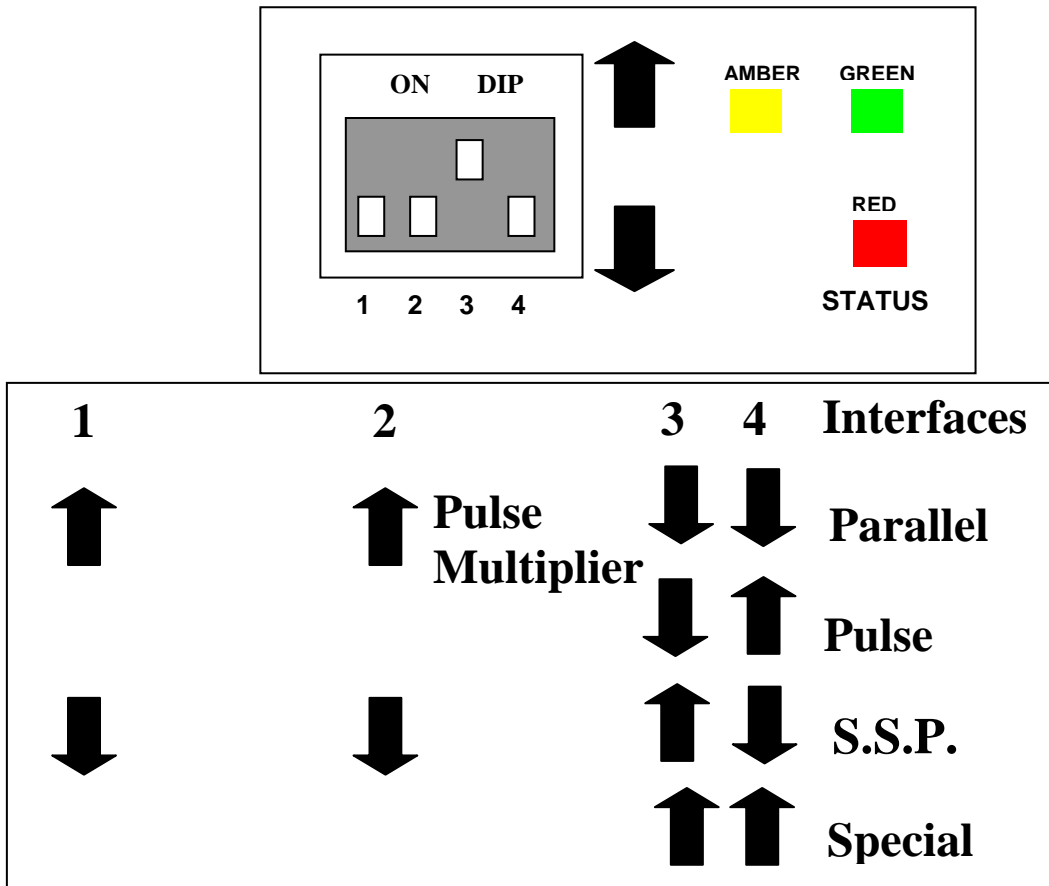 ON DIP
AMBER GREEN
RED
1 2 3 4
STATUS
1 2 3 4 Interfaces
Pulse
Multiplier
Parallel
Pulse
S.S.P.
Special